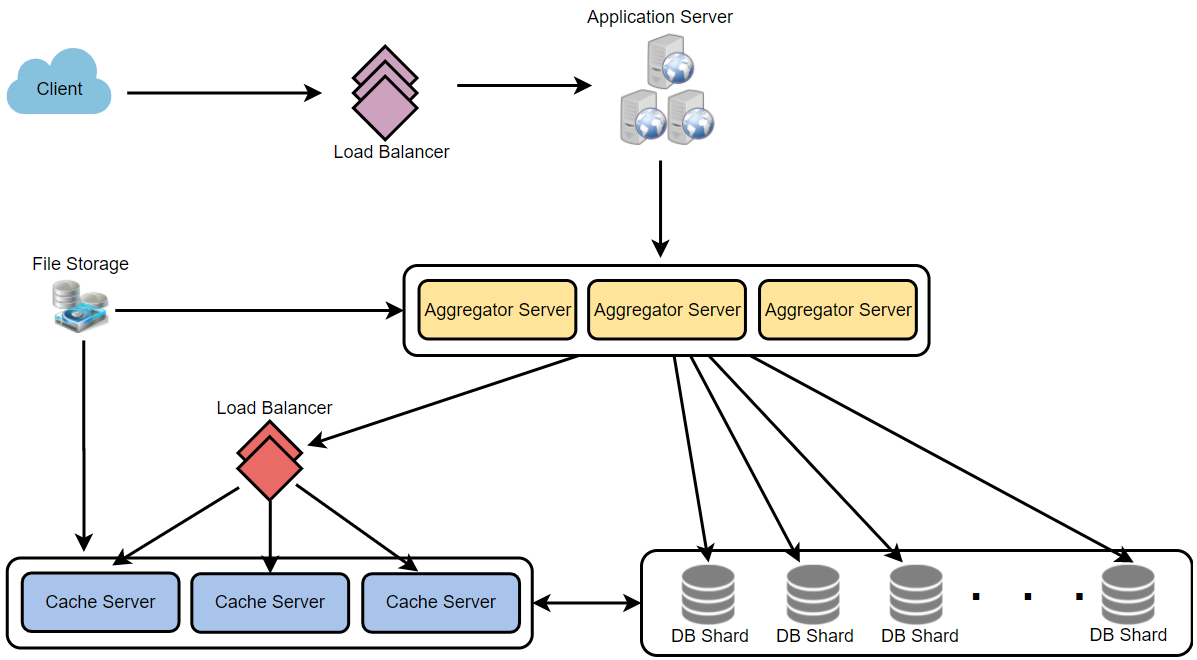 Application Server
Client
Load Balancer
File Storage
Aggregator Server
Aggregator Server
Aggregator Server
Load Balancer
Cache Server
Cache Server
Cache Server
DB Shard
DB Shard
DB Shard
DB Shard